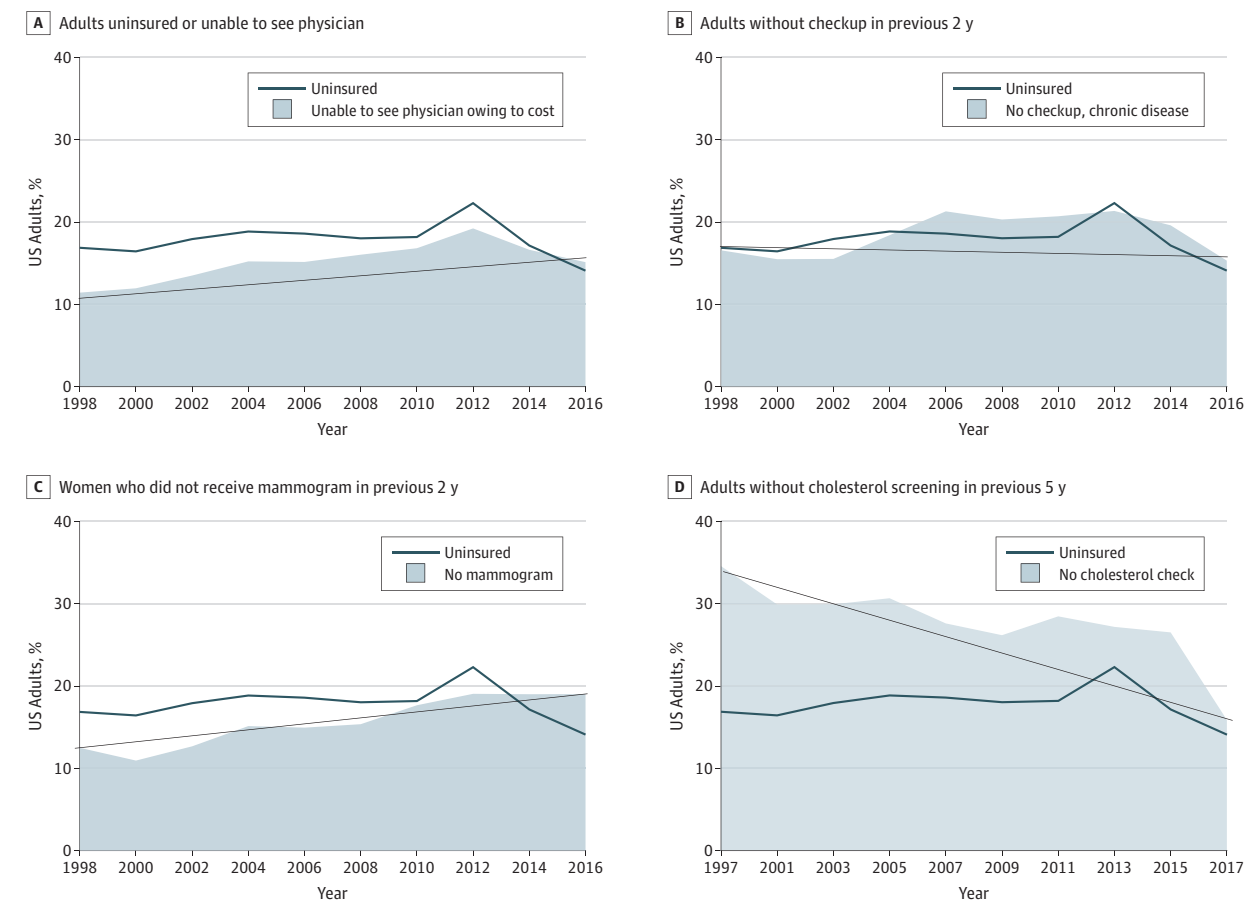 A Adults uninsured or unable to see physician
US Adults, %
40
30
20
10
0
Uninsured
Unable to see physician owing to cost
1998 2000 2002 2004 2006 2008 2010 2012 2014 2016
Year
B Adults without checkup in previous 2 y
US Adults, %
40
30
20
10
0
Uninsured
No checkup, chronic disease
1998 2000 2002 2004 2006 2008 2010 2012 2014 2016
Year
C Women who did not receive mammogram in previous 2 y
US Adults, %
40
30
20
10
0
Uninsured
No mammogram
1998 2000 2002 2004 2006 2008 2010 2012 2014 2016
Year
D Adults without cholesterol screening in previous 5 y
US Adults, %
40
30
20
10
0
Uninsured
No cholesterol check
1997 2001 2003 2005 2007 2009 2011 2013 2015 2017
Year